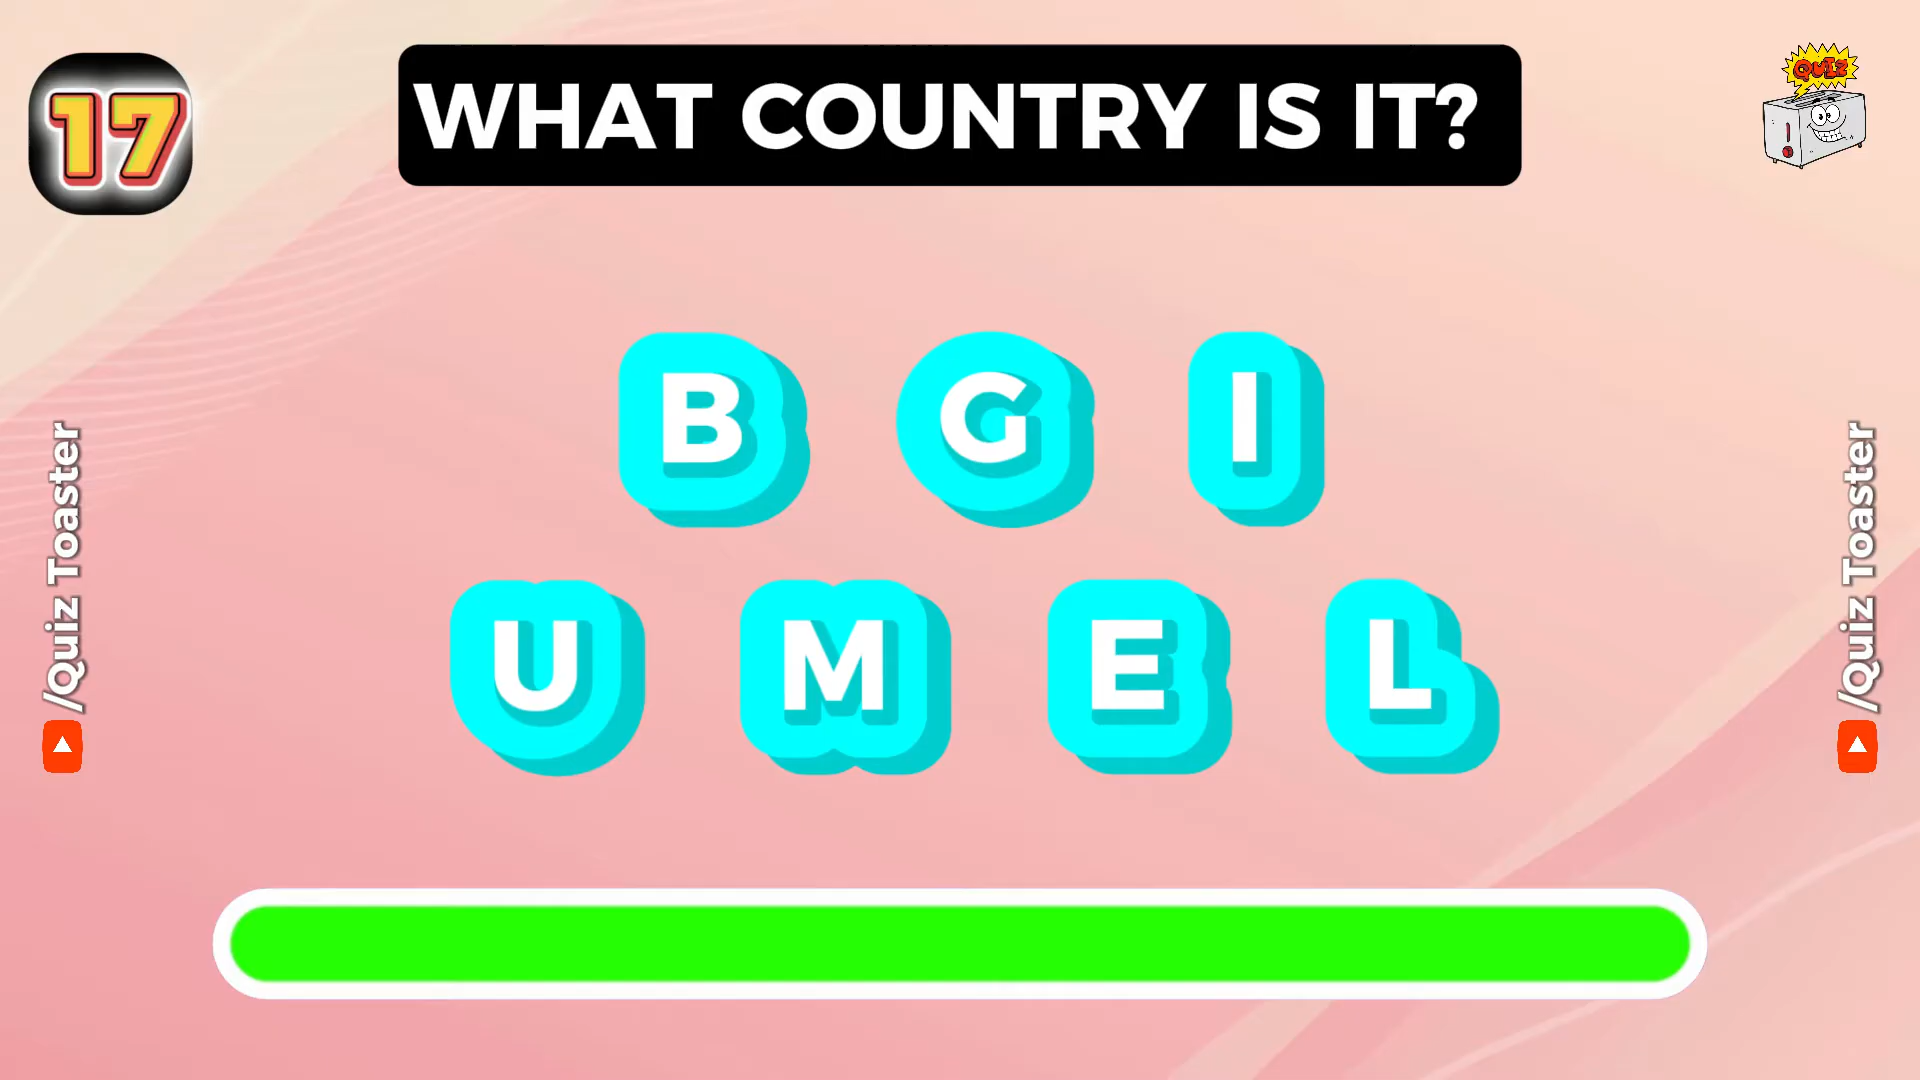 17
WHAT COUNTRY IS IT?
QUIZ
B G I
U M E L
/Quiz Toaster
/Quiz Toaster